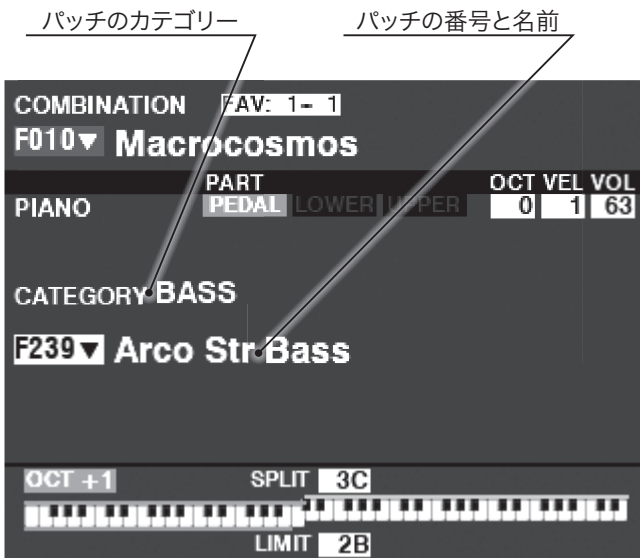 パッチのカテゴリー パッチの番号と名前
COMBINATION FAV: 1- 1
F010▼ Macrocosmos
PART OCT VEL VOL
PIANO PEDAL LOWER UPPER 0 1 63
CATEGORY BASS
F239▼ Arco Str Bass
OCT +1 SPLIT 3C
LIMIT 2B